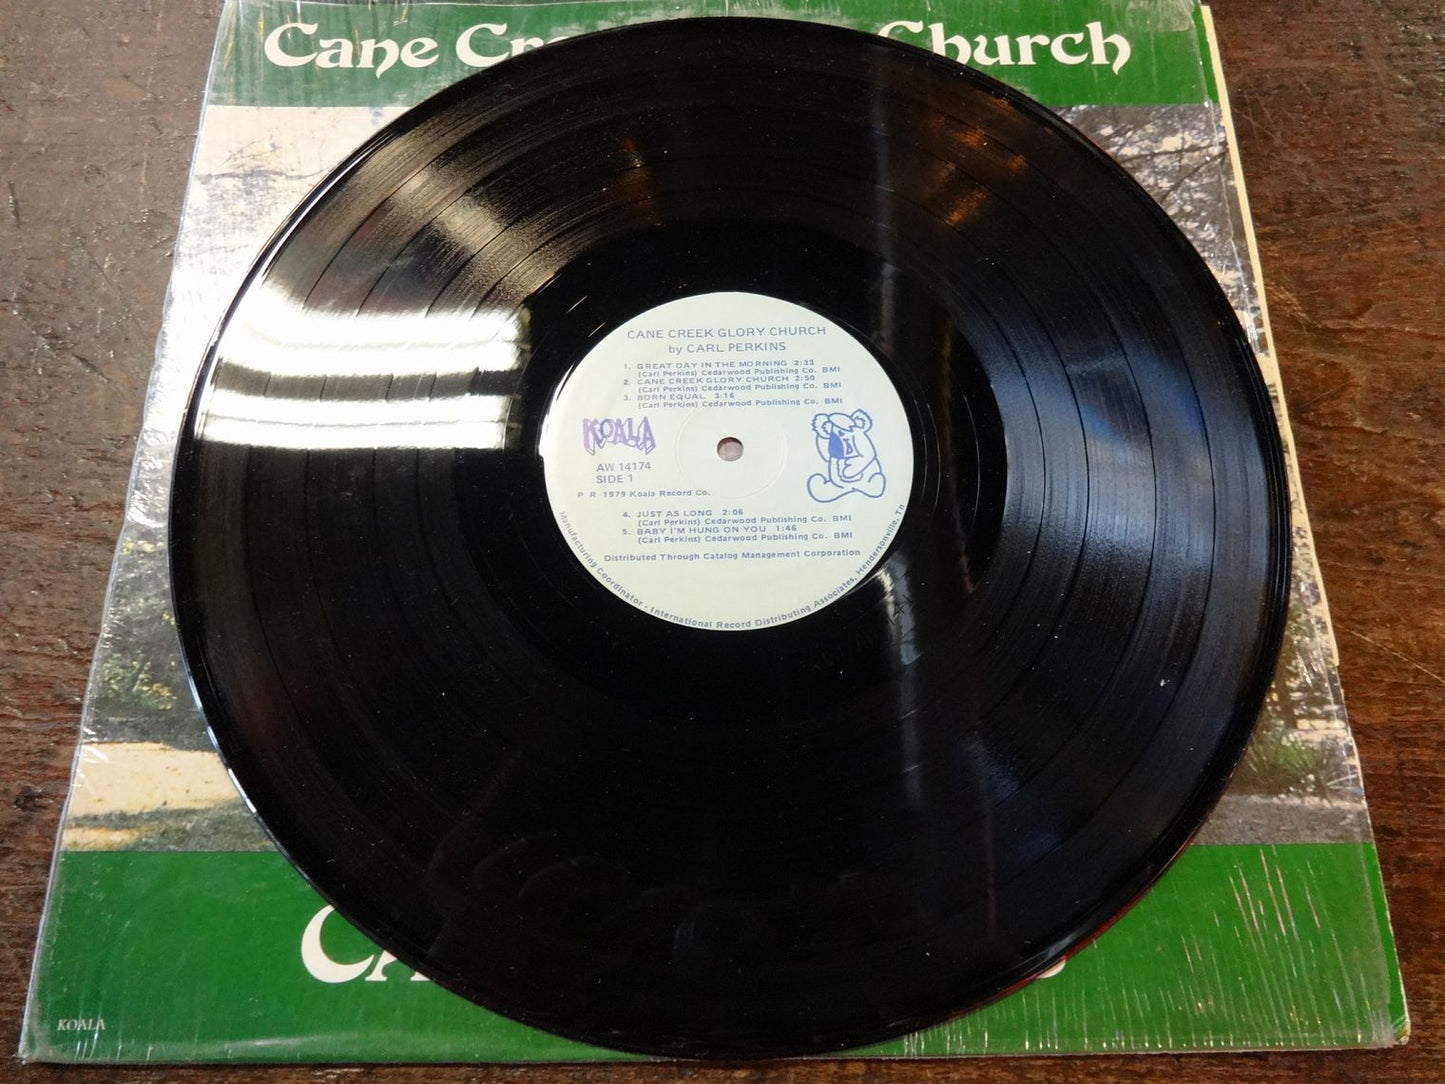 Cane
Church
CANE CREEK GLORY CHURCH
by CARL PERKINS
1. GREAT DAY IN THE MORNING 2:33
(Carl Perkins) Cedarwood Publishing Co. BMI
2. CANE CREEK GLORY CHURCH 2:50
(Carl Perkins) Cedarwood Publishing Co. BMI
3. BORN EQUAL 3:16
(Carl Perkins) Cedarwood Publishing Co. BMI
KOALA
AW 14174
SIDE 1
P R 1979 Koala Record Co.
4. JUST AS LONG 2:06
(Carl Perkins) Cedarwood Publishing Co. BMI
5. BABY I'M HUNG ON YOU 1:46
(Carl Perkins) Cedarwood Publishing Co. BMI
Distributed Through Catalog Management Corporation
Manufacturing Coordinator - International Record Distributing Associates, Hendersonville, Tn
KOALA